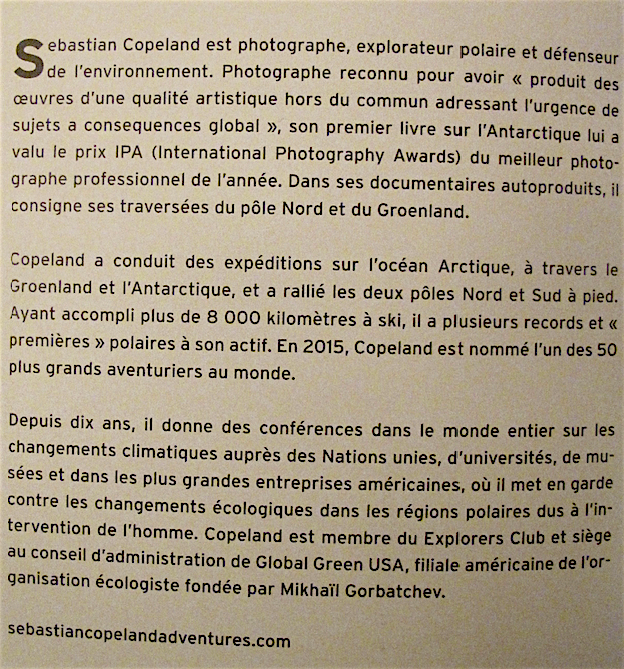 Sebastian Copeland est photographe, explorateur polaire et défenseur
de l'environnement. Photographe reconnu pour avoir « produit des
œuvres d'une qualité artistique hors du commun adressant l'urgence de
sujets a consequences global », son premier livre sur l'Antarctique lui a
valu le prix IPA (International Photography Awards) du meilleur photo-
graphe professionnel de l'année. Dans ses documentaires autoproduits, il
consigne ses traversées du pôle Nord et du Groenland.
Copeland a conduit des expéditions sur l'océan Arctique, à travers le
Groenland et l'Antarctique, et a rallié les deux pôles Nord et Sud à pied.
Ayant accompli plus de 8 000 kilomètres à ski, il a plusieurs records et «
premières » polaires à son actif. En 2015, Copeland est nommé l'un des 50
plus grands aventuriers au monde.
Depuis dix ans, il donne des conférences dans le monde entier sur les
changements climatiques auprès des Nations unies, d'universités, de mu-
sées et dans les plus grandes entreprises américaines, où il met en garde
contre les changements écologiques dans les régions polaires dus à l'in-
tervention de l'homme. Copeland est membre du Explorers Club et siège
au conseil d'administration de Global Green USA, filiale américaine de l'or-
ganisation écologiste fondée par Mikhaïl Gorbatchev.
sebastiancopelandadventures.com